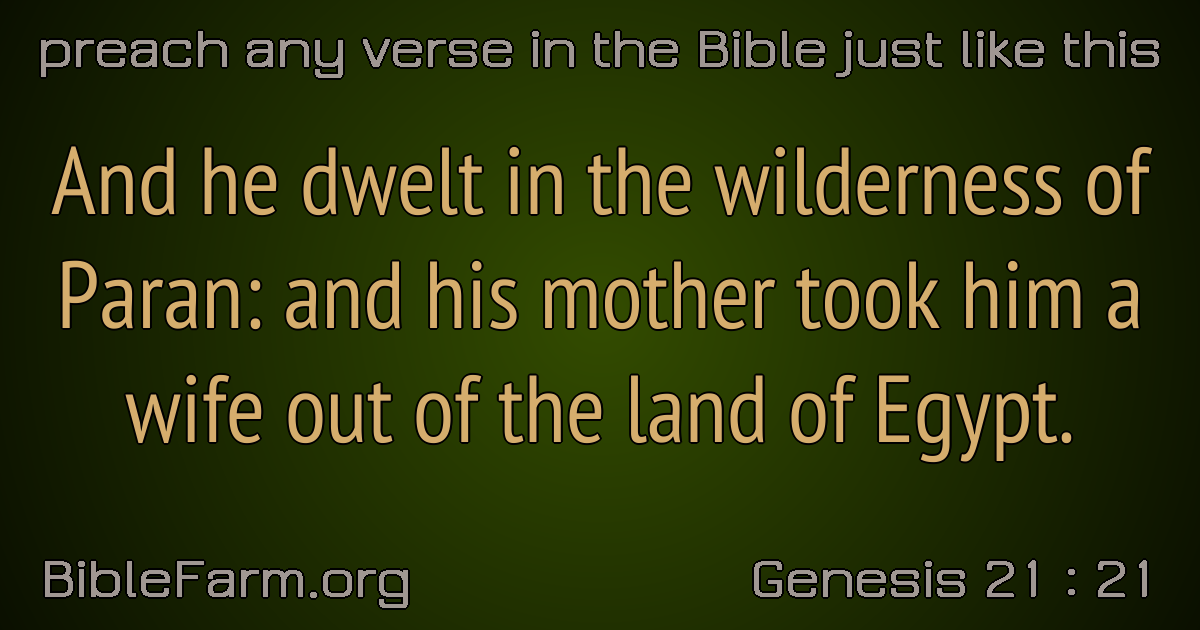 preach any verse in the Bible just like this
And he dwelt in the wilderness of
Paran: and his mother took him a
wife out of the land of Egypt.
BibleFarm.org
Genesis 21 : 21